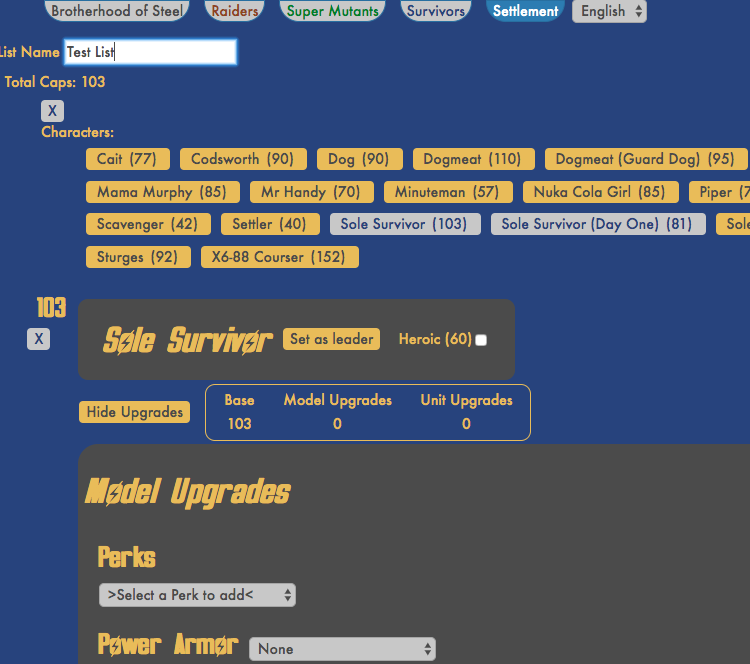 Brotherhood of Steel Raiders Super Mutants Survivors Settlement English
List Name Test List
Total Caps: 103
X
Characters:
Cait (77) Codsworth (90) Dog (90) Dogmeat (110) Dogmeat (Guard Dog) (95)
Mama Murphy (85) Mr Handy (70) Minuteman (57) Nuka Cola Girl (85) Piper (7
Scavenger (42) Settler (40) Sole Survivor (103) Sole Survivor (Day One) (81) Sole
Sturges (92) X6-88 Courser (152)
103
X Sole Survivor Set as leader Heroic (60)
Hide Upgrades
Base Model Upgrades Unit Upgrades
103 0 0
Model Upgrades
Perks
>Select a Perk to add<
Power Armor None